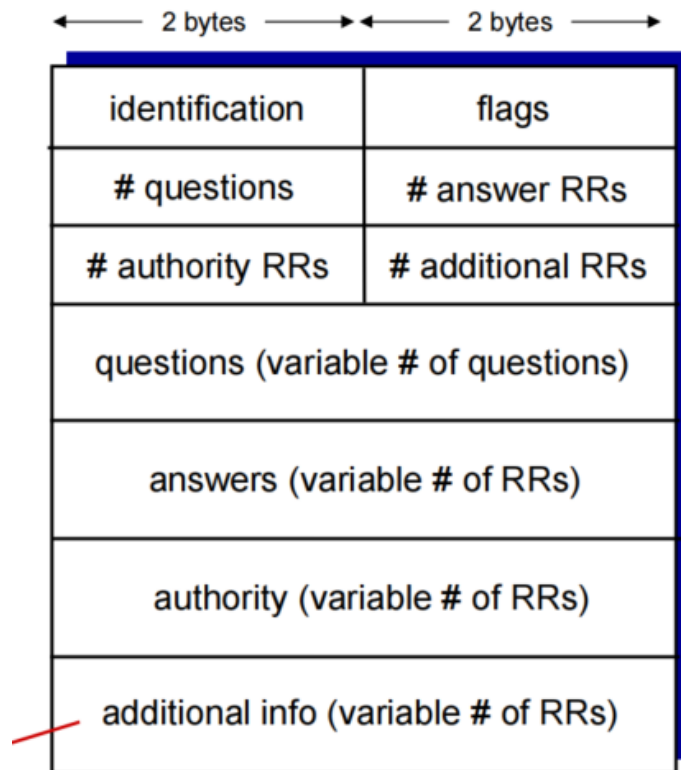 2 bytes 2 bytes
identification flags
# questions # answer RRs
# authority RRs # additional RRs
questions (variable # of questions)
answers (variable # of RRs)
authority (variable # of RRs)
additional info (variable # of RRs)